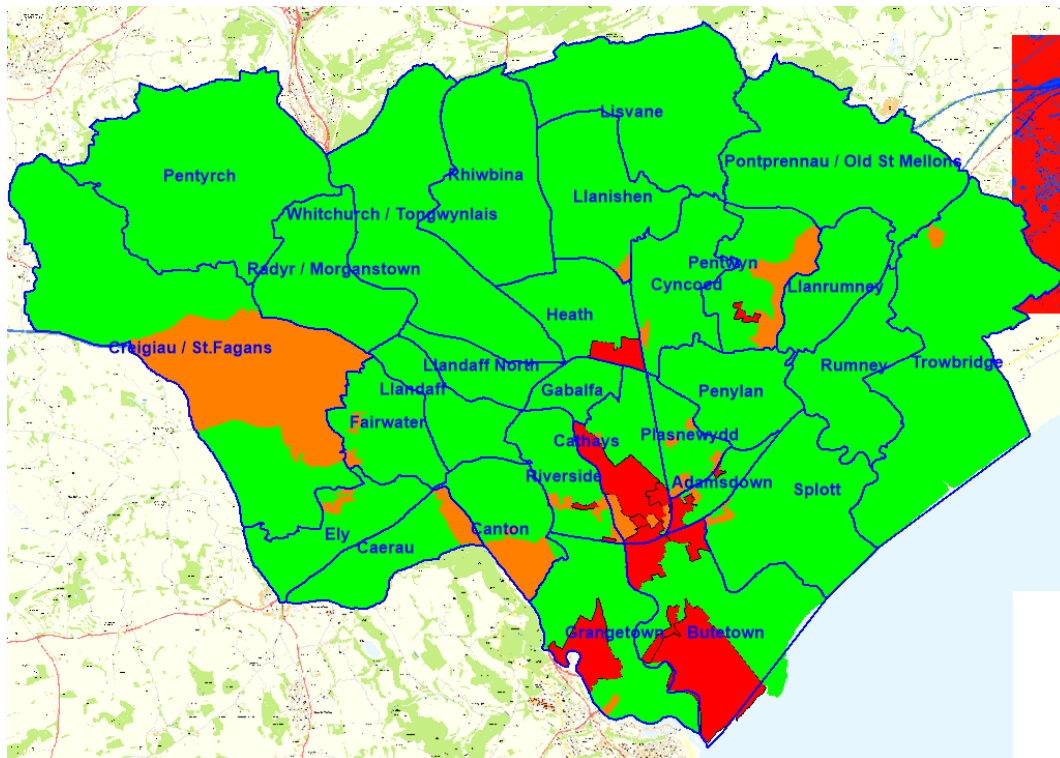 Lisvane
Pontprennau / Old St Mellons
Pentyrch
Rhiwbina
Llanishen
Whitchurch / Tongwynlais
Pentwyn
Radyr / Morganstown
Cyncoed
Llanrumney
Heath
Creigiau / St.Fagans
Llandaff North
Rumney
Trowbridge
Llandaff
Gabalfa
Penylan
Fairwater
Cathays
Plasnewydd
Riverside
Adamsdown
Splott
Ely
Canton
Caerau
Grangetown
Butetown